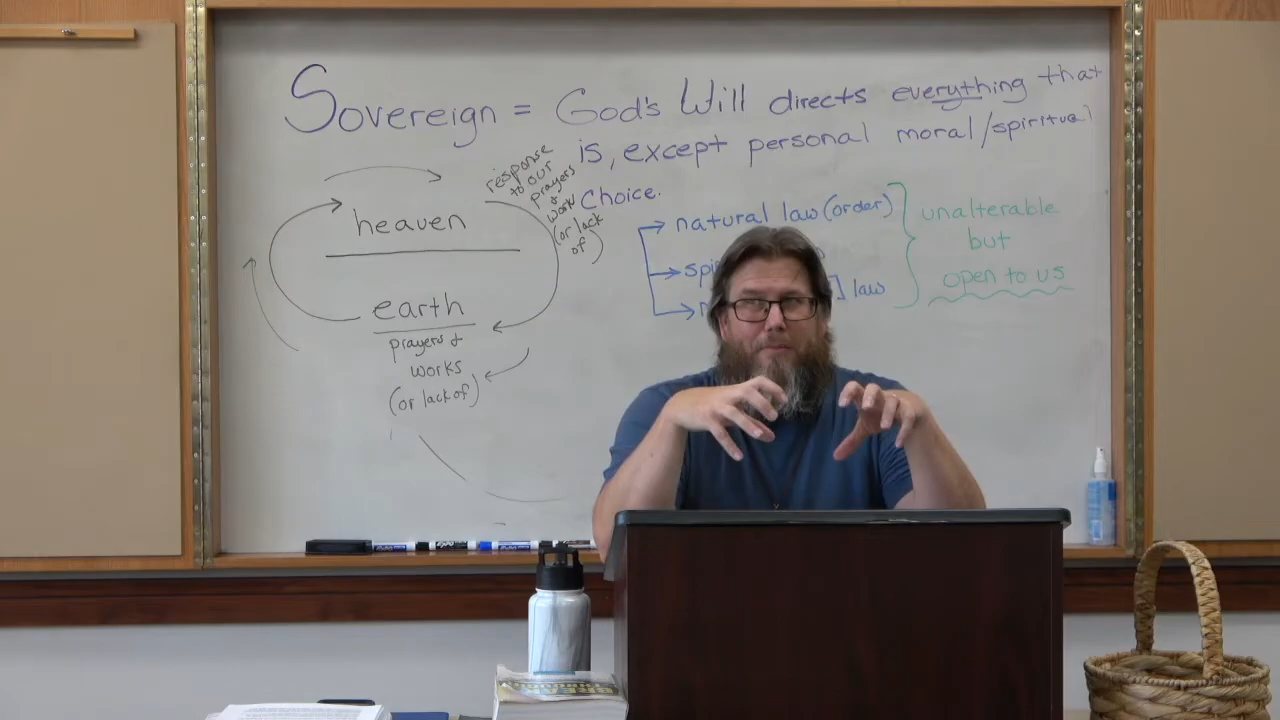 Sovereign = God's Will directs everything that
is, except personal moral/spiritual
choice.
response
to our
prayers
+
work
(or lack
of)
heaven
earth
prayers +
works
(or lack of)
natural law (order)
law
unalterable
but
open to us